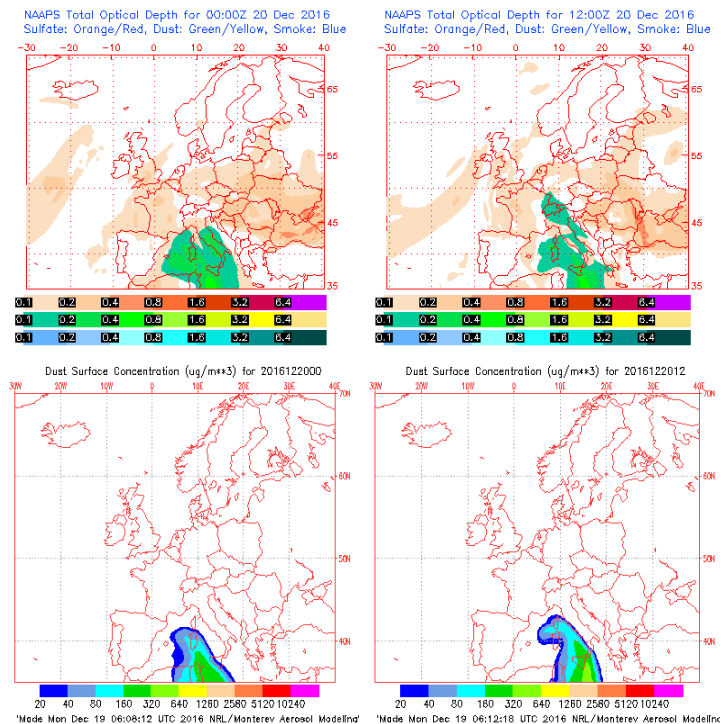 NAAPS Total Optical Depth for 00:00Z 20 Dec 2016
Sulfate: Orange/Red, Dust: Green/Yellow, Smoke: Blue
-30 -20 -10 0 10 20 30 40
65
55
45
35
0.1 0.2 0.4 0.8 1.6 3.2 6.4
0.1 0.2 0.4 0.8 1.6 3.2 6.4
0.1 0.2 0.4 0.8 1.6 3.2 6.4
NAAPS Total Optical Depth for 12:00Z 20 Dec 2016
Sulfate: Orange/Red, Dust: Green/Yellow, Smoke: Blue
-30 -20 -10 0 10 20 30 40
65
55
45
35
0.1 0.2 0.4 0.8 1.6 3.2 6.4
0.1 0.2 0.4 0.8 1.6 3.2 6.4
0.1 0.2 0.4 0.8 1.6 3.2 6.4
Dust Surface Concentration (ug/m**3) for 2016122000
30W 20W 10W 0 10E 20E 30E 40E
70N
60N
50N
40N
20 40 80 160 320 640 1280 2560 5120 10240
'Made Mon Dec 19 06:08:12 UTC 2016 NRL/Monterey Aerosol Modeling'
Dust Surface Concentration (ug/m**3) for 2016122012
30W 20W 10W 0 10E 20E 30E 40E
70N
60N
50N
40N
20 40 80 160 320 640 1280 2560 5120 10240
'Made Mon Dec 19 06:12:18 UTC 2016 NRL/Monterey Aerosol Modeling'